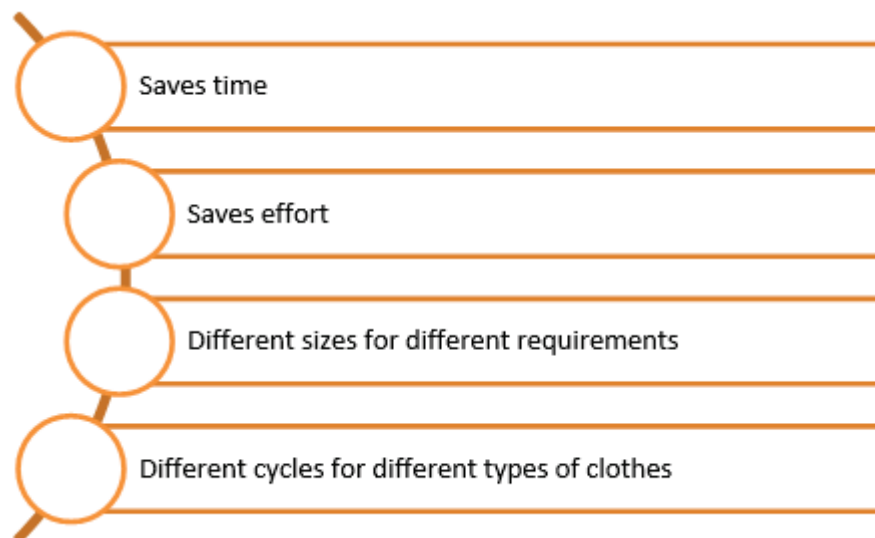 Saves time
Saves effort
Different sizes for different requirements
Different cycles for different types of clothes